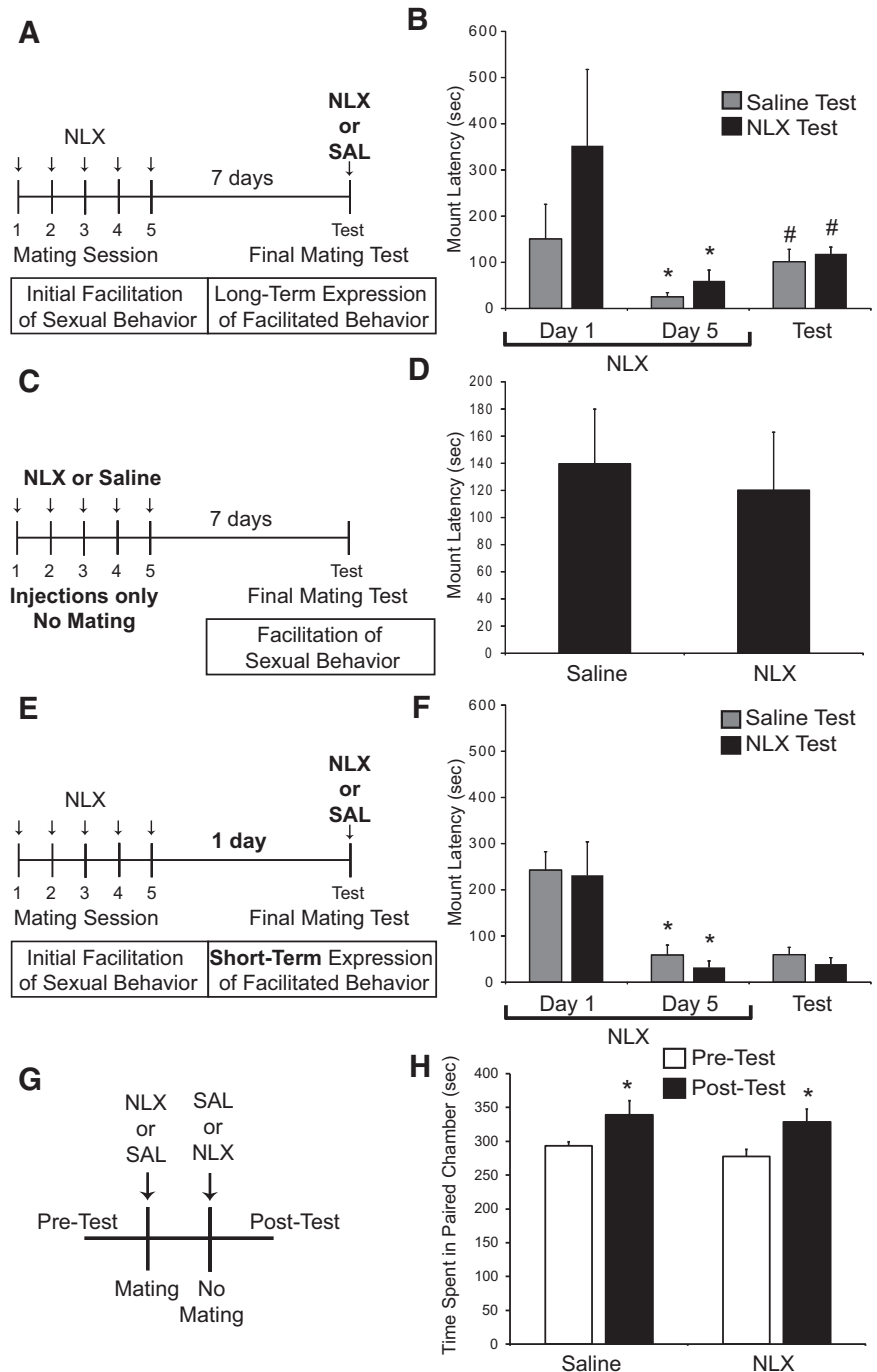 A
NLX
NLX
or
SAL
↓ ↓ ↓ ↓ ↓ ↓
7 days
1 2 3 4 5 Test
Mating Session Final Mating Test
Initial Facilitation
of Sexual Behavior
Long-Term Expression
of Facilitated Behavior
B
Mount Latency (sec)
600
500
400
300
200
100
0
Saline Test
NLX Test
* *
# #
Day 1 Day 5 Test
NLX
C
NLX or Saline
↓ ↓ ↓ ↓ ↓
7 days
1 2 3 4 5 Test
Injections only
No Mating
Final Mating Test
Facilitation of
Sexual Behavior
D
Mount Latency (sec)
200
180
160
140
120
100
80
60
40
20
0
Saline NLX
E
NLX
NLX
or
SAL
↓ ↓ ↓ ↓ ↓ ↓
1 day
1 2 3 4 5 Test
Mating Session Final Mating Test
Initial Facilitation
of Sexual Behavior
Short-Term Expression
of Facilitated Behavior
F
Mount Latency (sec)
600
500
400
300
200
100
0
Saline Test
NLX Test
* *
Day 1 Day 5 Test
NLX
G
NLX
or
SAL
SAL
or
NLX
Pre-Test Post-Test
Mating
No
Mating
H
Time Spent in Paired Chamber (sec)
400
350
300
250
200
150
100
50
0
Pre-Test
Post-Test
* *
Saline NLX